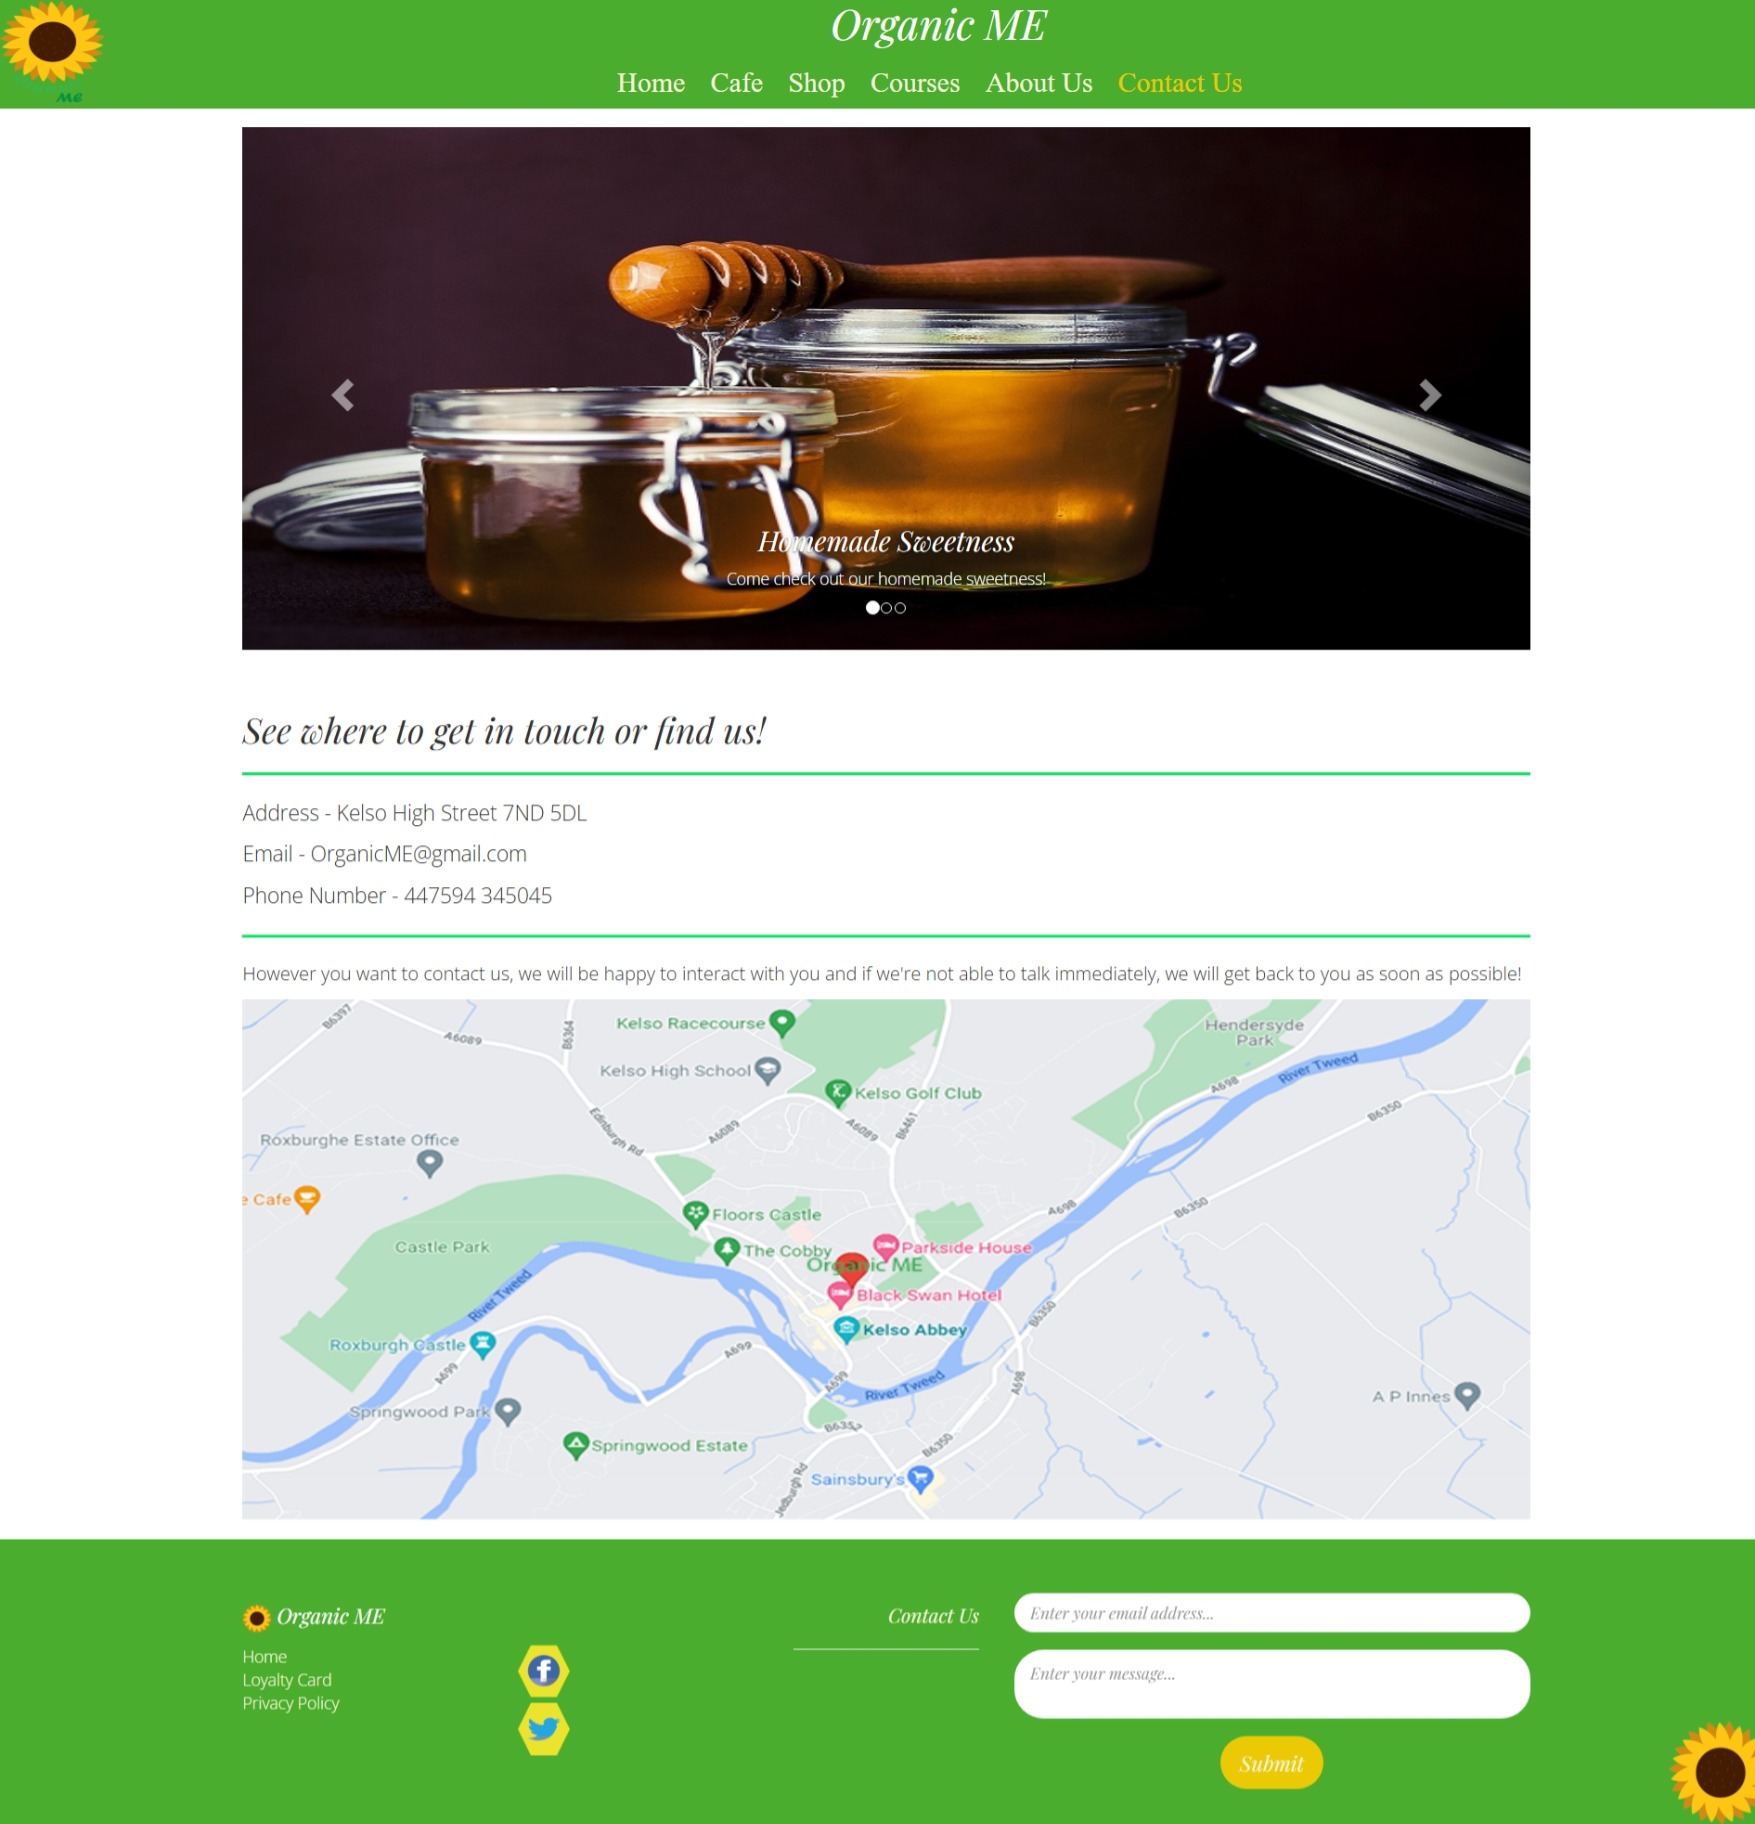 Organic ME
Me
Home Cafe Shop Courses About Us Contact Us
Homemade Sweetness
Come check out our homemade sweetness!
See where to get in touch or find us!
Address - Kelso High Street 7ND 5DL
Email - OrganicME@gmail.com
Phone Number - 447594 345045
However you want to contact us, we will be happy to interact with you and if we're not able to talk immediately, we will get back to you as soon as possible!
B6397
A6089
B6364
Kelso Racecourse
Hendersyde
Park
River Tweed
A698
Kelso High School
Kelso Golf Club
B6350
Edinburgh Rd
A6089
A6089
B6461
Roxburghe Estate Office
e Cafe
Floors Castle
A698
B6350
Castle Park
The Cobby
Parkside House
Organic ME
River Tweed
Black Swan Hotel
B6350
Kelso Abbey
Roxburgh Castle
A699
A699
A699
River Tweed
A698
Springwood Park
A P Innes
B635
Springwood Estate
B6350
Jedburgh Rd
Sainsbury's
Organic ME
Home
Loyalty Card
Privacy Policy
Contact Us
Enter your email address...
Enter your message...
Submit